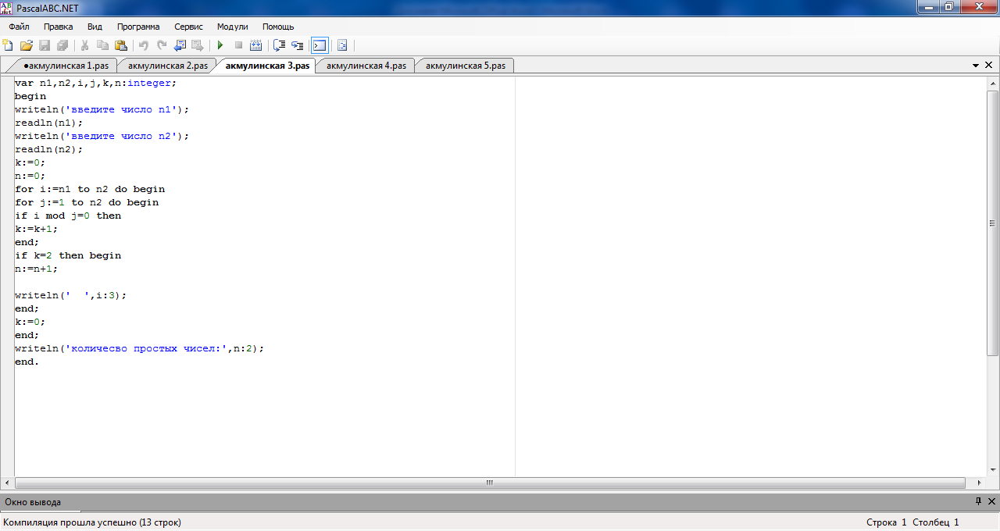 PascalABC.NET
Файл Правка Вид Программа Сервис Модули Помощь
•акмулинская 1.pas акмулинская 2.pas акмулинская 3.pas акмулинская 4.pas акмулинская 5.pas
var n1,n2,i,j,k,n:integer;
begin
writeln('введите число n1');
readln(n1);
writeln('введите число n2');
readln(n2);
k:=0;
n:=0;
for i:=n1 to n2 do begin
for j:=1 to n2 do begin
if i mod j=0 then
k:=k+1;
end;
if k=2 then begin
n:=n+1;
writeln('  ',i:3);
end;
k:=0;
end;
writeln('количесво простых чисел:',n:2);
end.
Окно вывода
Компиляция прошла успешно (13 строк) Строка 1 Столбец 1